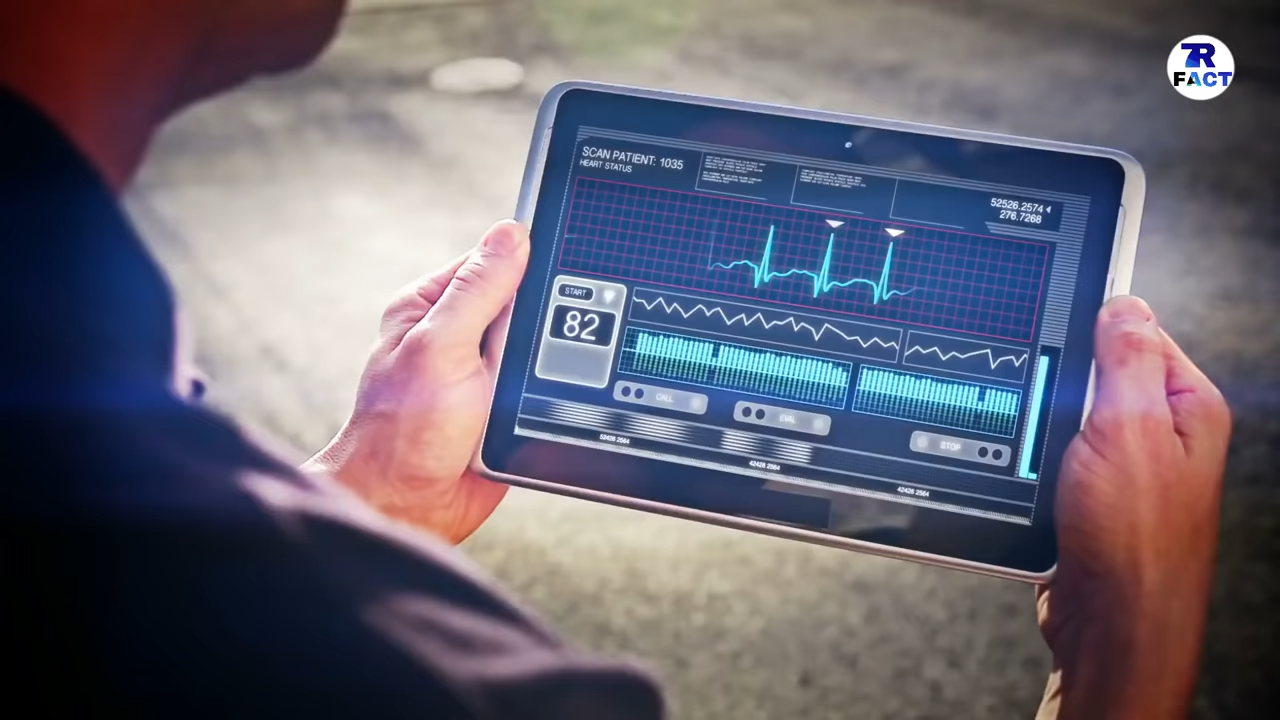 7R
FACT
SCAN PATIENT: 1035
HEART STATUS
52526.2574
276.7268
START
82
CALL
EVAL
STOP
52426 2564
42426 2564
42426 2564